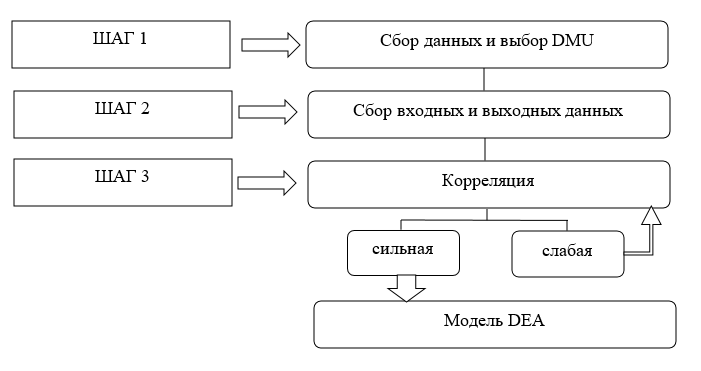 ШАГ 1
Сбор данных и выбор DMU
ШАГ 2
Сбор входных и выходных данных
ШАГ 3
Корреляция
сильная
слабая
Модель DEA